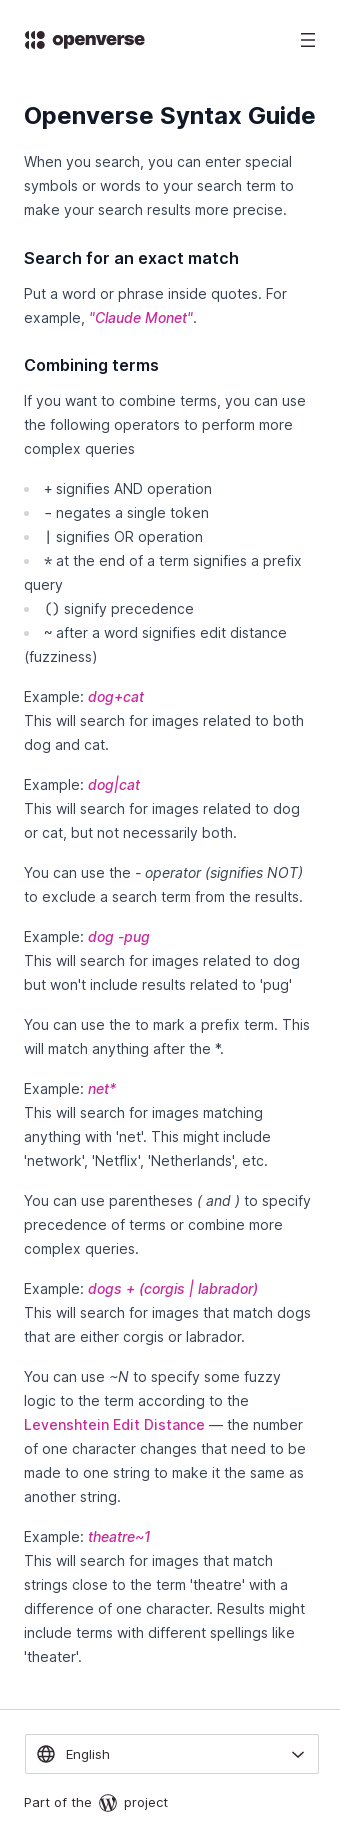 openverse
Openverse Syntax Guide
When you search, you can enter special
symbols or words to your search term to
make your search results more precise.
Search for an exact match
Put a word or phrase inside quotes. For
example, "Claude Monet".
Combining terms
If you want to combine terms, you can use
the following operators to perform more
complex queries
+ signifies AND operation
- negates a single token
| signifies OR operation
* at the end of a term signifies a prefix
query
() signify precedence
~ after a word signifies edit distance
(fuzziness)
Example: dog+cat
This will search for images related to both
dog and cat.
Example: dog|cat
This will search for images related to dog
or cat, but not necessarily both.
You can use the - operator (signifies NOT)
to exclude a search term from the results.
Example: dog -pug
This will search for images related to dog
but won't include results related to 'pug'
You can use the to mark a prefix term. This
will match anything after the *.
Example: net*
This will search for images matching
anything with 'net'. This might include
'network', 'Netflix', 'Netherlands', etc.
You can use parentheses ( and ) to specify
precedence of terms or combine more
complex queries.
Example: dogs + (corgis | labrador)
This will search for images that match dogs
that are either corgis or labrador.
You can use ~N to specify some fuzzy
logic to the term according to the
Levenshtein Edit Distance — the number
of one character changes that need to be
made to one string to make it the same as
another string.
Example: theatre~1
This will search for images that match
strings close to the term 'theatre' with a
difference of one character. Results might
include terms with different spellings like
'theater'.
English
Part of the project